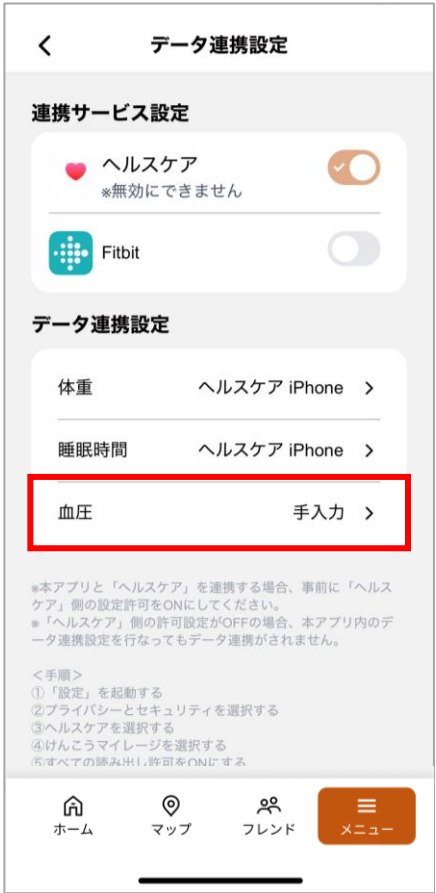 データ連携設定
連携サービス設定
ヘルスケア
※無効にできません
Fitbit
データ連携設定
体重 ヘルスケア iPhone
睡眠時間 ヘルスケア iPhone
血圧 手入力
※本アプリと「ヘルスケア」を連携する場合、事前に「ヘルス
ケア」側の設定許可をONにしてください。
※「ヘルスケア」側の許可設定がOFFの場合、本アプリ内のデ
ータ連携設定を行なってもデータ連携がされません。
＜手順＞
①「設定」を起動する
②プライバシーとセキュリティを選択する
③ヘルスケアを選択する
④けんこうマイレージを選択する
⑤すべての読み出し許可をONにする
ホーム マップ フレンド メニュー